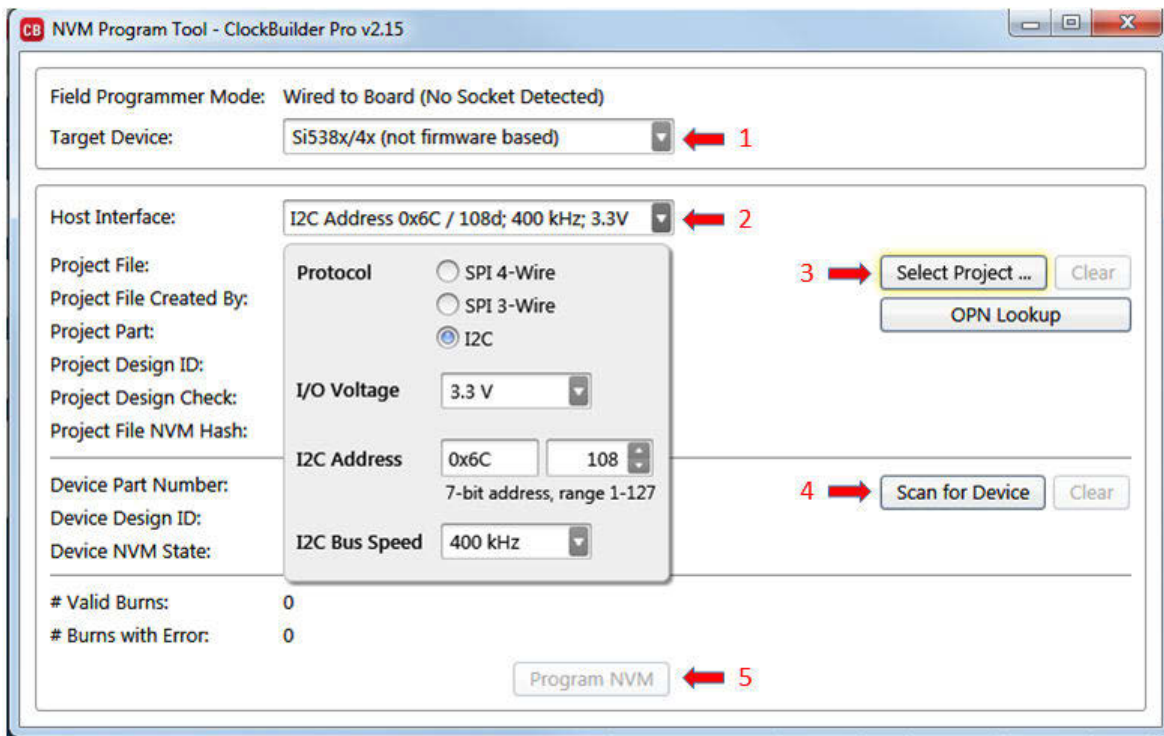 CB NVM Program Tool - ClockBuilder Pro v2.15
Field Programmer Mode: Wired to Board (No Socket Detected)
Target Device: Si538x/4x (not firmware based) 1
Host Interface: I2C Address 0x6C / 108d; 400 kHz; 3.3V 2
Project File:
Project File Created By:
Project Part:
Project Design ID:
Project Design Check:
Project File NVM Hash:
Protocol
SPI 4-Wire
SPI 3-Wire
I2C
I/O Voltage 3.3 V
I2C Address 0x6C 108
7-bit address, range 1-127
I2C Bus Speed 400 kHz
3 Select Project ... Clear
OPN Lookup
Device Part Number:
Device Design ID:
Device NVM State:
4 Scan for Device Clear
# Valid Burns: 0
# Burns with Error: 0
Program NVM 5